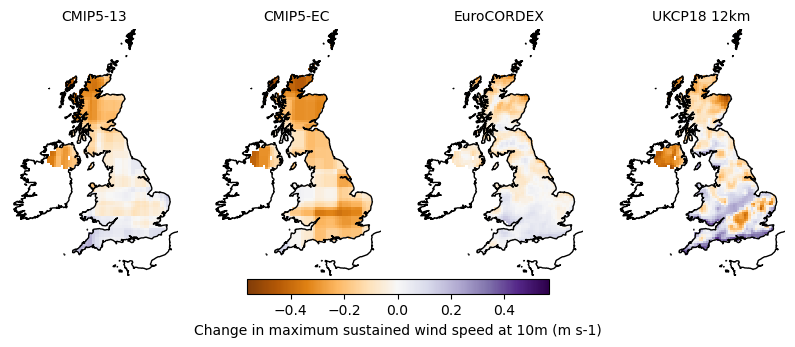 CMIP5-13 CMIP5-EC EuroCORDEX UKCP18 12km
−0.4 −0.2 0.0 0.2 0.4
Change in maximum sustained wind speed at 10m (m s-1)